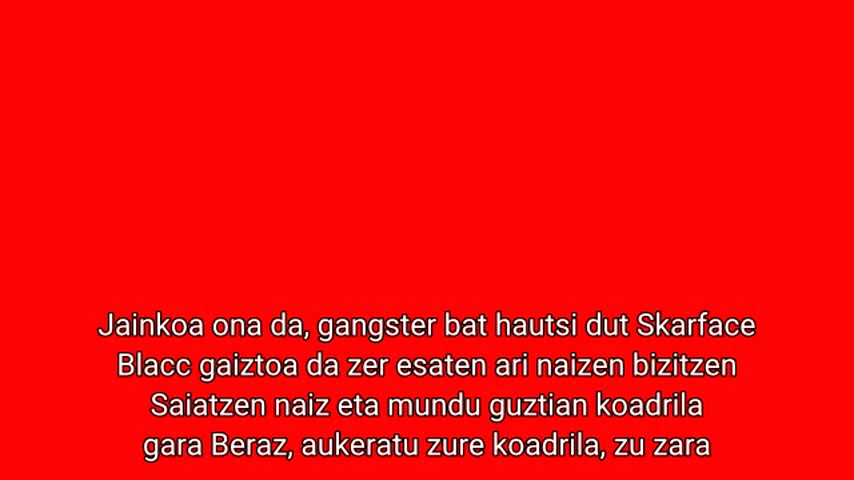 Jainkoa ona da, gangster bat hautsi dut Skarface
Blacc gaiztoa da zer esaten ari naizen bizitzen
Saiatzen naiz eta mundu guztian koadrila
gara Beraz, aukeratu zure koadrila, zu zara